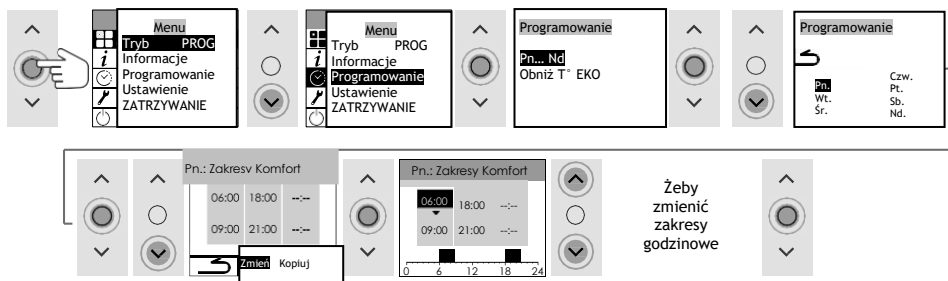 Menu
Tryb PROG
Informacje
Programowanie
Ustawienie
ZATRZYWANIE
Menu
Tryb PROG
Informacje
Programowanie
Ustawienie
ZATRZYWANIE
Programowanie
Pn... Nd
Obniż T° EKO
Programowanie
Pn.
Wt.
Śr.
Czw.
Pt.
Sb.
Nd.
Pn.: Zakresy Komfort
06:00 18:00 --:--
09:00 21:00 --:--
Zmień Kopiuj
Pn.: Zakresy Komfort
06:00 18:00 --:--
09:00 21:00 --:--
0 6 12 18 24
Żeby
zmienić
zakresy
godzinowe